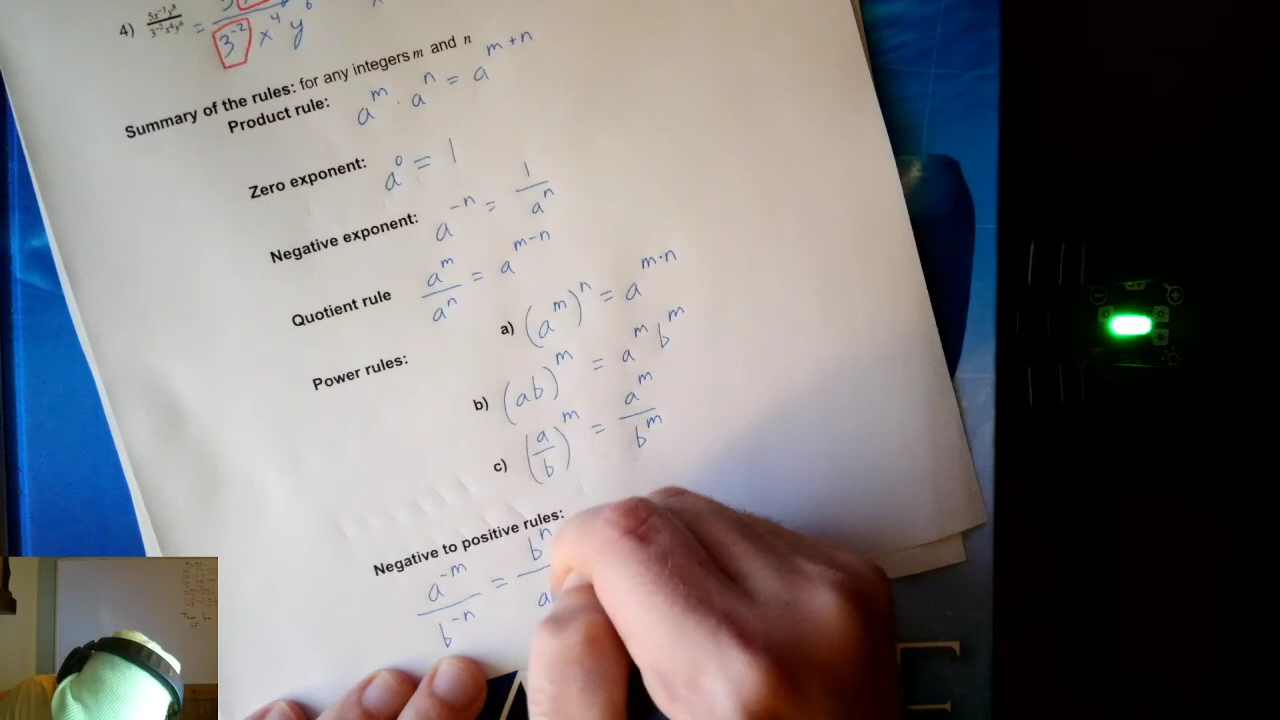 4) 5x⁻³y⁸/3⁻²x⁴y⁶ = 3⁻² x⁴ y⁶
Summary of the rules: for any integers m and n
Product rule: aᵐ · aⁿ = aᵐ⁺ⁿ
Zero exponent: a⁰ = 1
Negative exponent: a⁻ⁿ = 1/aⁿ
Quotient rule aᵐ/aⁿ = aᵐ⁻ⁿ
Power rules: a) (aᵐ)ⁿ = aᵐ·ⁿ
b) (ab)ᵐ = aᵐ bᵐ
c) (a/b)ᵐ = aᵐ/bᵐ
Negative to positive rules:
a⁻ᵐ/b⁻ⁿ = bⁿ/a